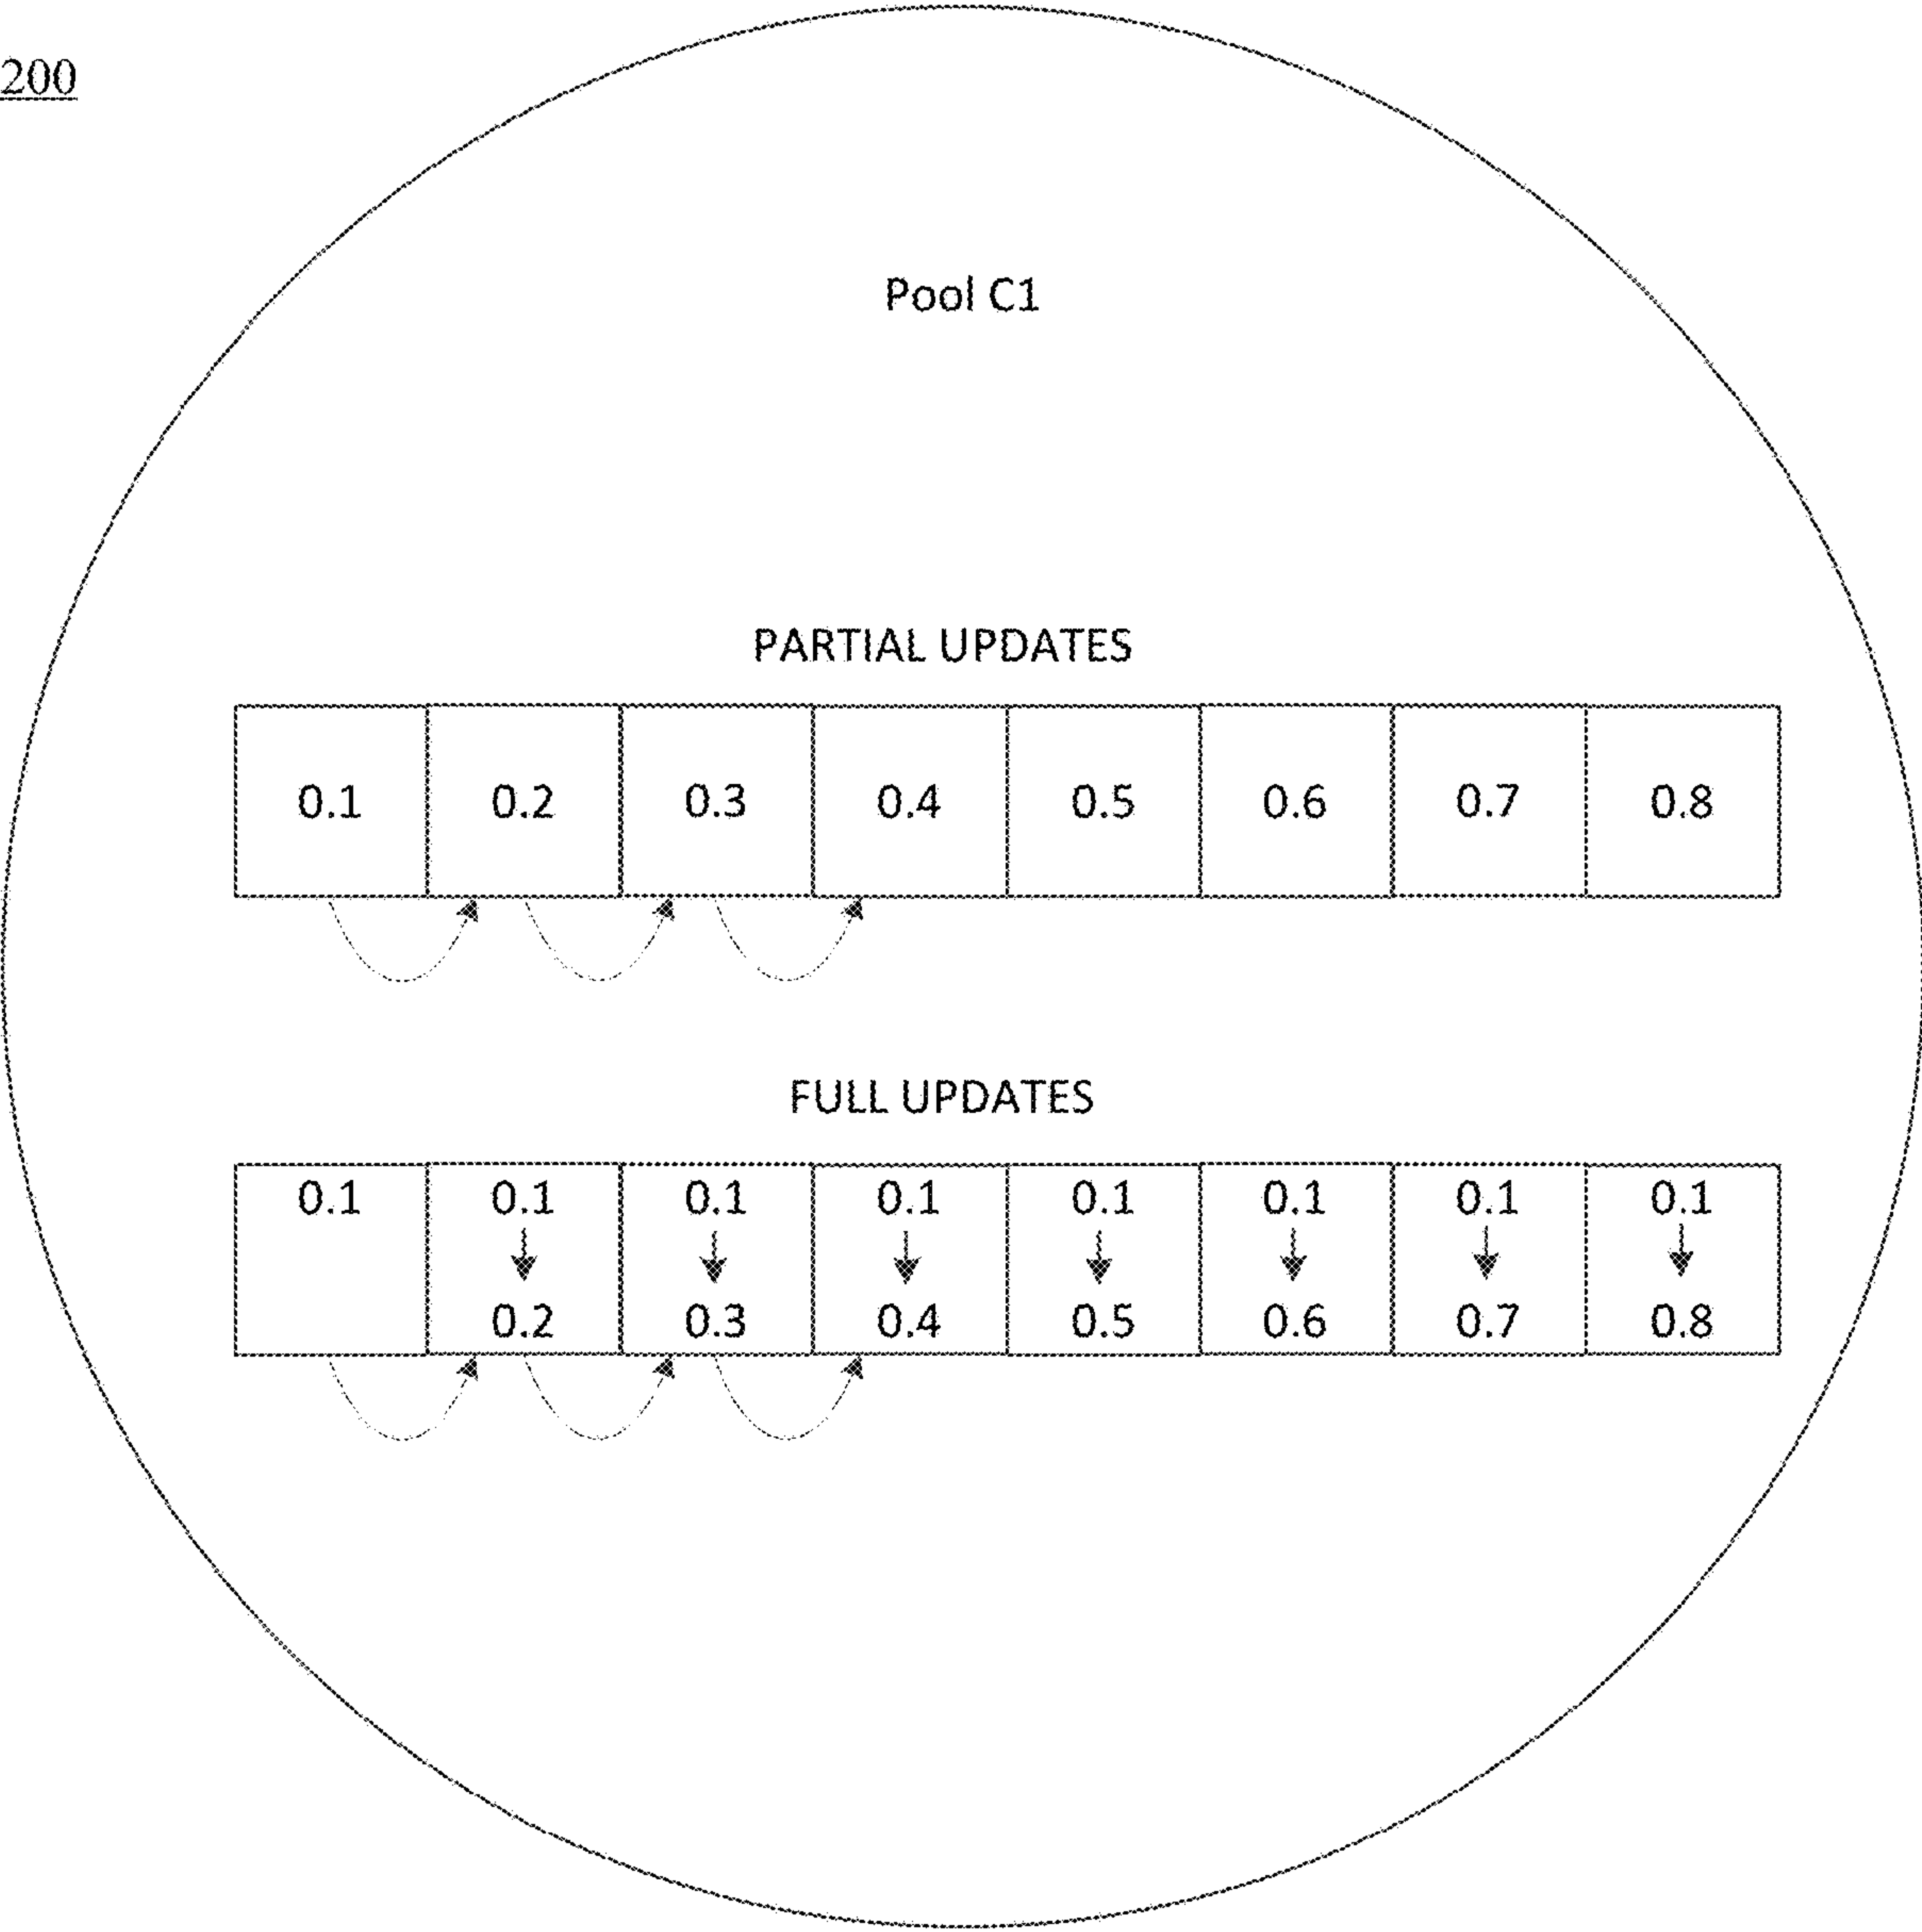 200
Pool C1
PARTIAL UPDATES
0.1 0.2 0.3 0.4 0.5 0.6 0.7 0.8
FULL UPDATES
0.1 0.1 0.1 0.1 0.1 0.1 0.1 0.1
0.2 0.3 0.4 0.5 0.6 0.7 0.8